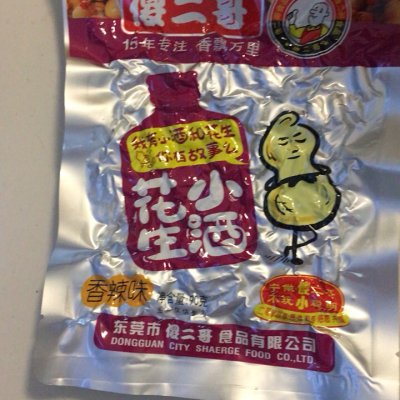 傻二哥
15年专注 香飘万里
我有小酒和花生
你有故事么
小酒
花生
香辣味
东莞市 傻二哥 食品有限公司
DONGGUAN CITY SHAERGE FOOD CO.,LTD.